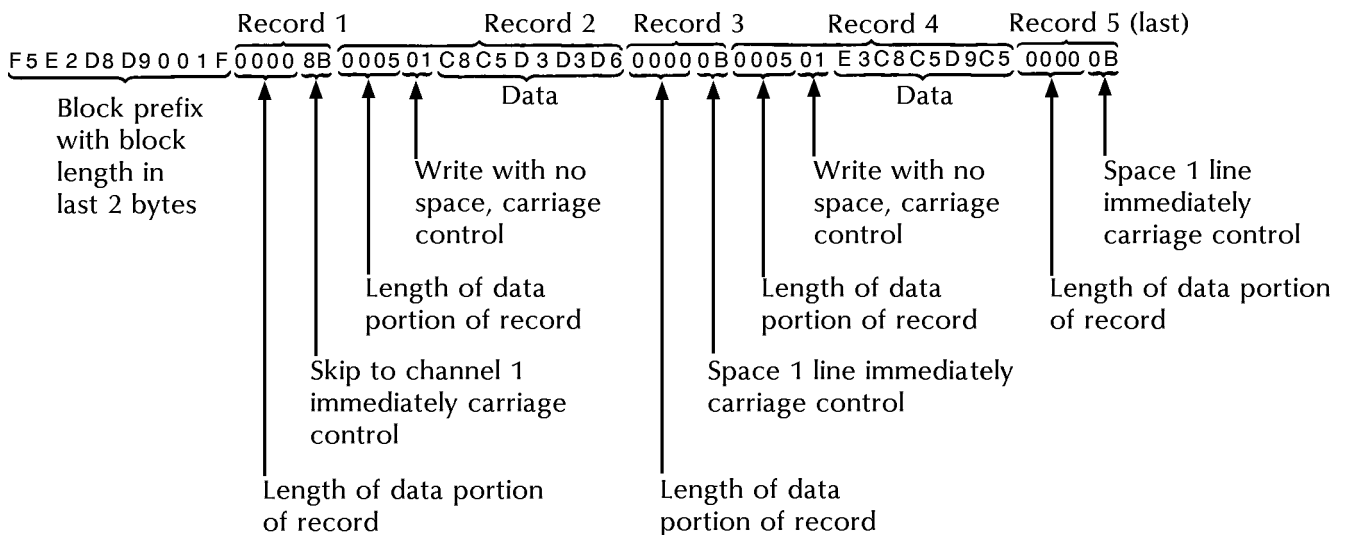 Record 1 Record 2 Record 3 Record 4 Record 5 (last)
F5E2D8D9001F 0000 8B 0005 01 C8C5D3D3D6 0000 0B 0005 01 E3C8C5D9C5 0000 0B
Block prefix
with block
length in
last 2 bytes
Data
Data
Write with no
space, carriage
control
Write with no
space, carriage
control
Space 1 line
immediately
carriage control
Length of data
portion of record
Length of data
portion of record
Length of data portion
of record
Skip to channel 1
immediately carriage
control
Space 1 line immediately
carriage control
Length of data portion
of record
Length of data
portion of record